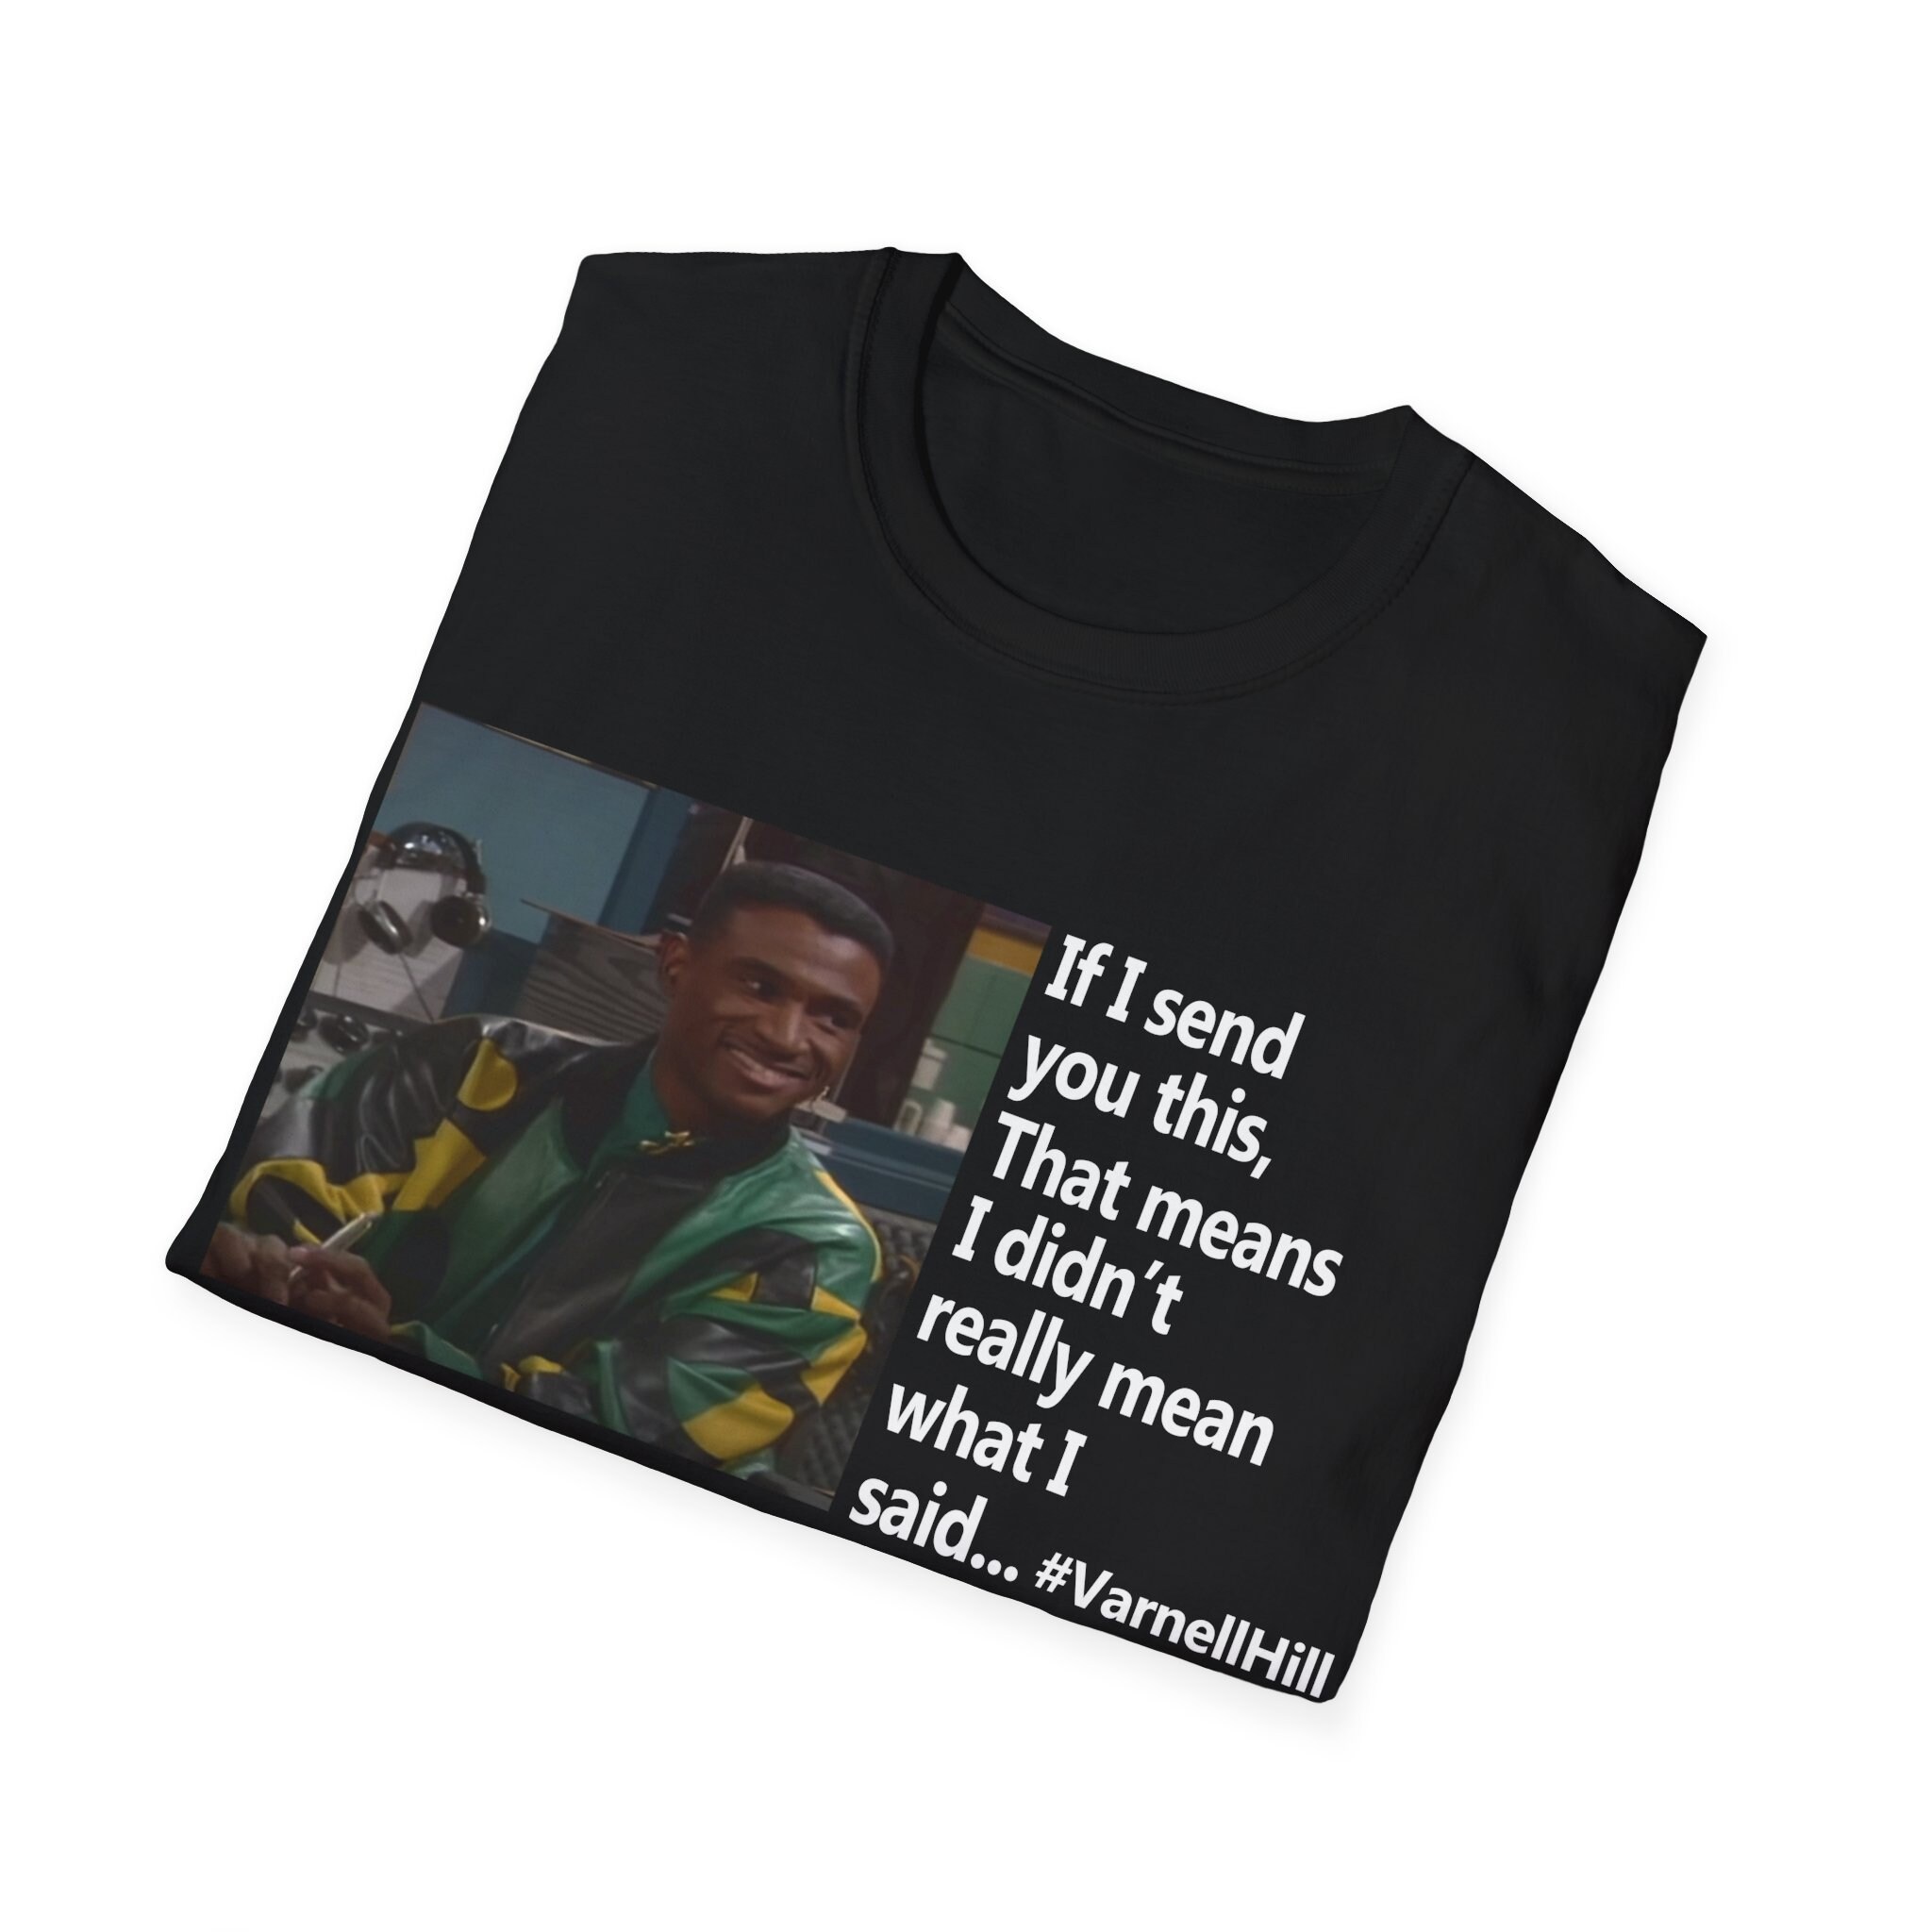 If I send
you this,
That means
I didn't
really mean
what I
said... #VarnellHill